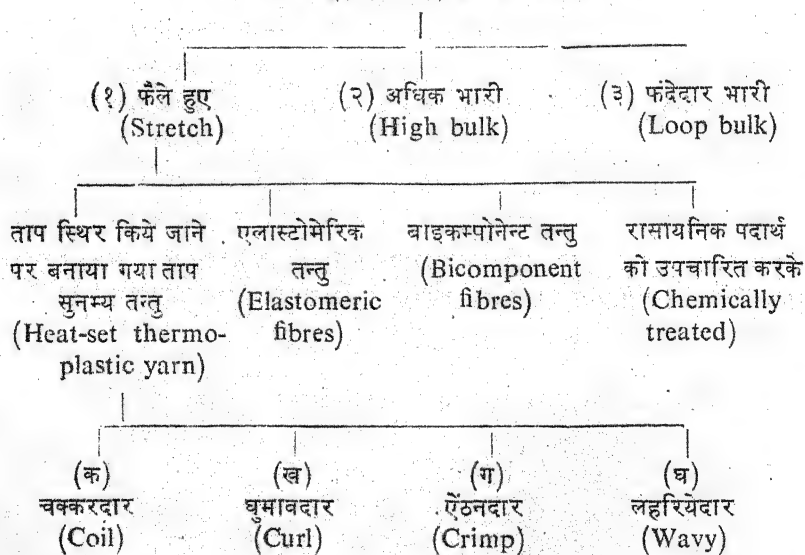 (१) फैले हुए (२) अधिक भारी (३) फंदेदार भारी
(Stretch) (High bulk) (Loop bulk)
ताप स्थिर किये जाने एलास्टोमेरिक बाइकम्पोनेन्ट तन्तु रासायनिक पदार्थ
पर बनाया गया ताप तन्तु (Bicomponent को उपचारित करके
सुनम्य तन्तु (Elastomeric fibres) (Chemically
(Heat-set thermo- fibres) treated)
plastic yarn)
(क) (ख) (ग) (घ)
चक्करदार घुमावदार ऐंठनदार लहरियेदार
(Coil) (Curl) (Crimp) (Wavy)